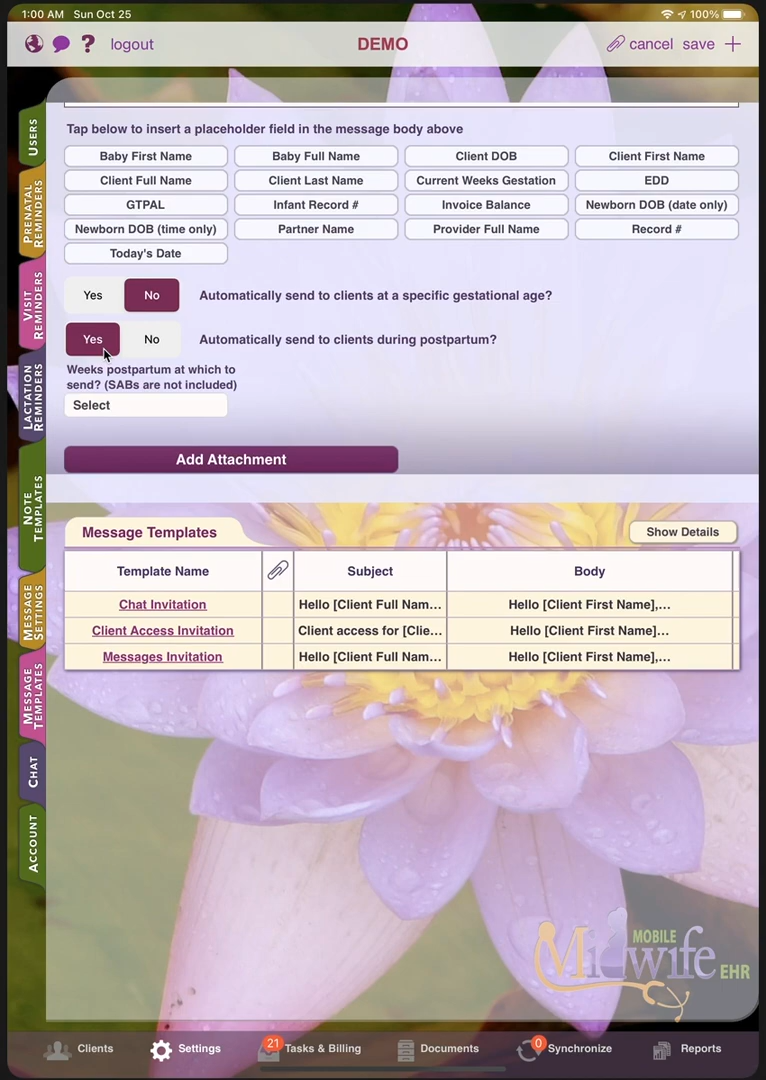 1:00 AM Sun Oct 25 100%
? logout DEMO cancel save +
Tap below to insert a placeholder field in the message body above
Baby First Name Baby Full Name Client DOB Client First Name
Client Full Name Client Last Name Current Weeks Gestation EDD
GTPAL Infant Record # Invoice Balance Newborn DOB (date only)
Newborn DOB (time only) Partner Name Provider Full Name Record #
Today's Date
Yes No Automatically send to clients at a specific gestational age?
Yes No Automatically send to clients during postpartum?
Weeks postpartum at which to
send? (SABs are not included)
Select
Add Attachment
Message Templates Show Details
Template Name Subject Body
Chat Invitation Hello [Client Full Nam... Hello [Client First Name],...
Client Access Invitation Client access for [Clie... Hello [Client First Name]...
Messages Invitation Hello [Client Full Nam... Hello [Client First Name],...
USERS
PRENATAL
REMINDERS
VISIT
REMINDERS
LACTATION
REMINDERS
NOTE
TEMPLATES
MESSAGE
SETTINGS
MESSAGE
TEMPLATES
CHAT
ACCOUNT
MOBILE
Midwife EHR
Clients Settings 21 Tasks & Billing Documents 0 Synchronize Reports